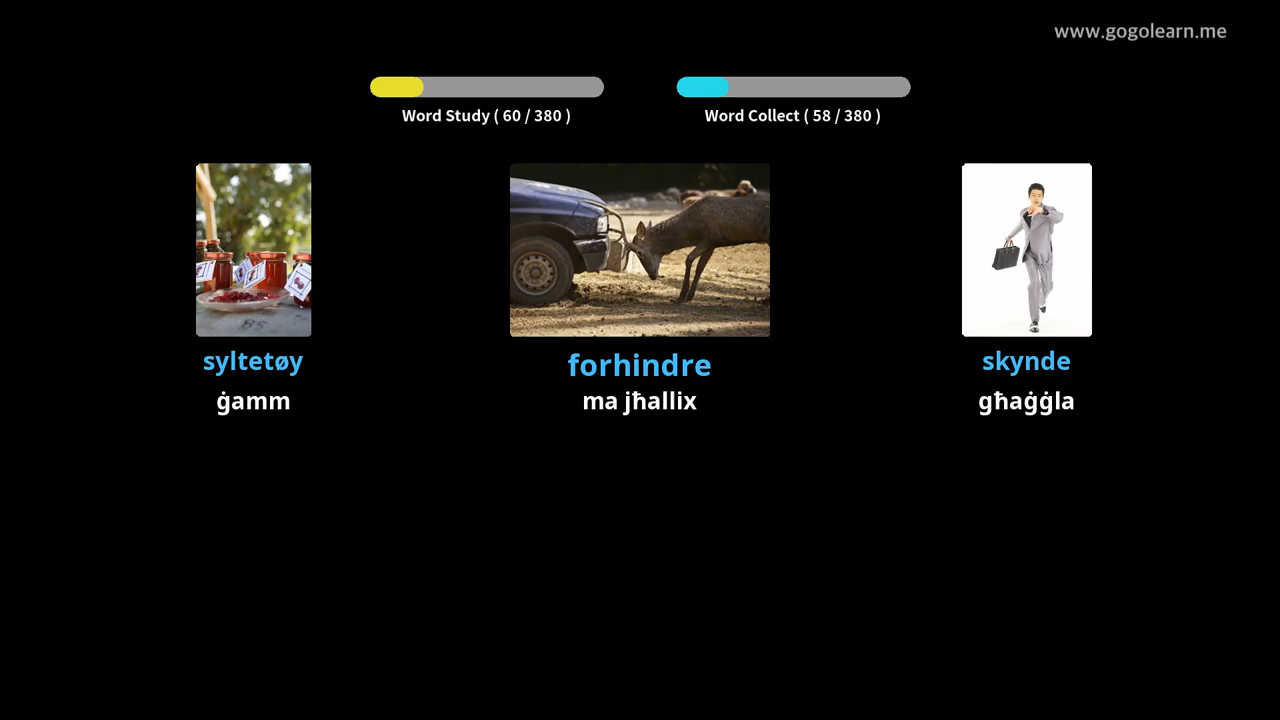 www.gogolearn.me
Word Study ( 60 / 380 )
Word Collect ( 58 / 380 )
syltetøy
ġamm
forhindre
ma jħallix
skynde
għaġġla